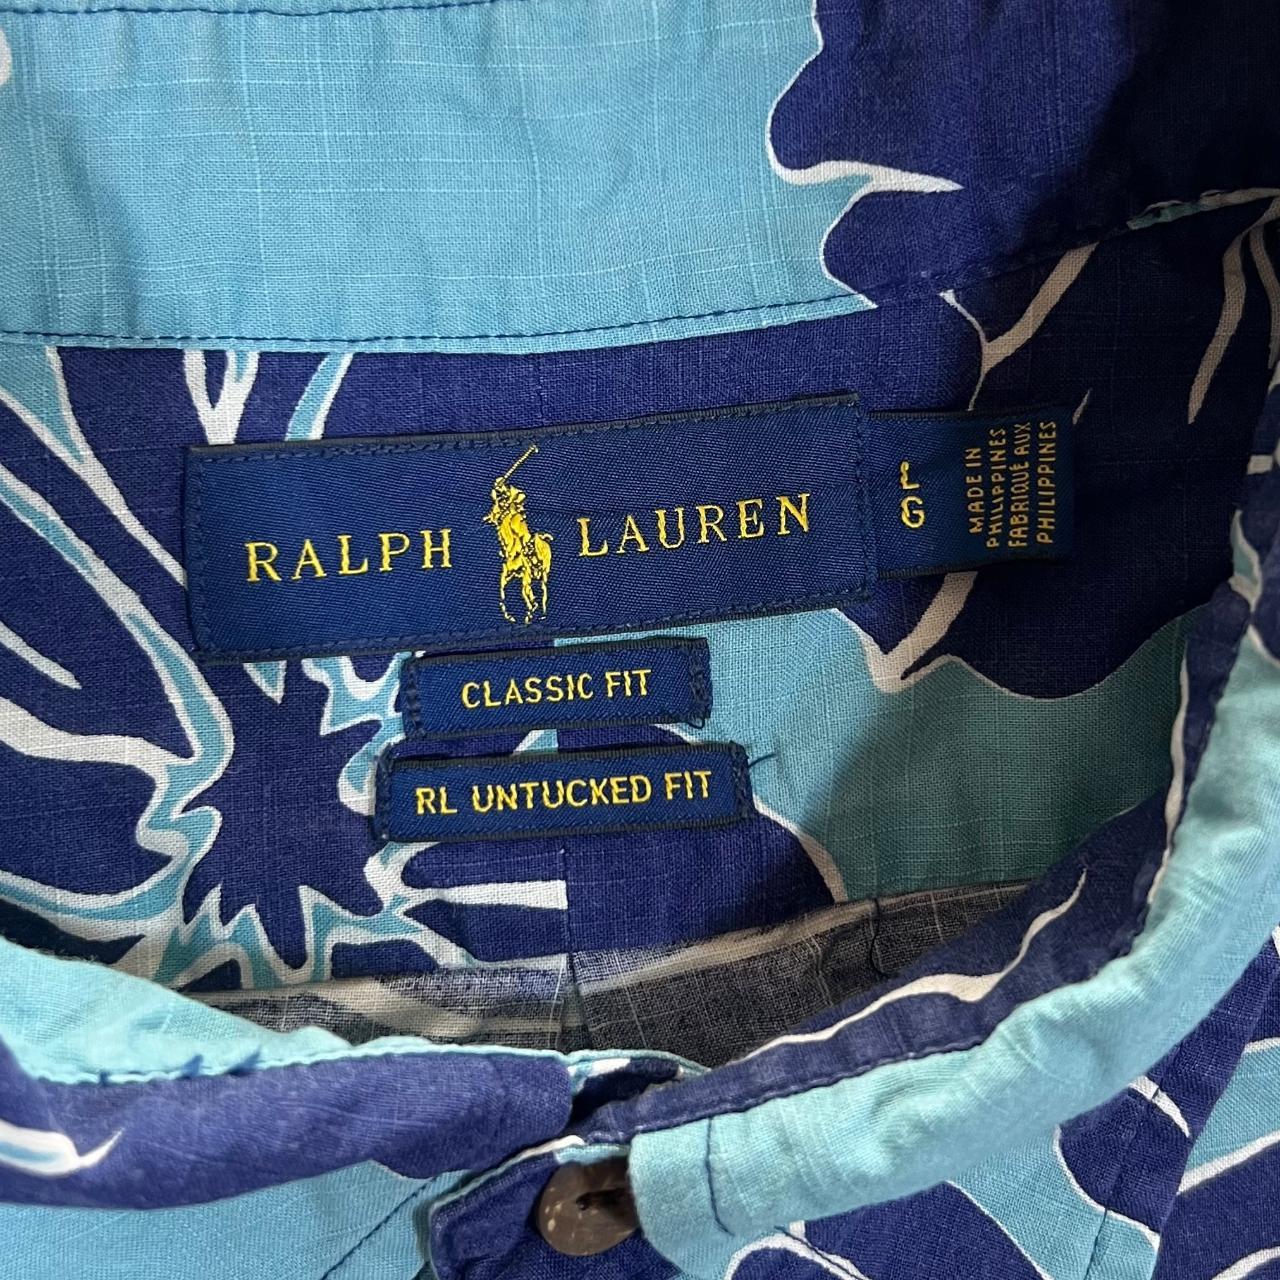 RALPH LAUREN
L
G
MADE IN
PHILIPPINES
FABRIQUÉ AUX
PHILIPPINES
CLASSIC FIT
RL UNTUCKED FIT